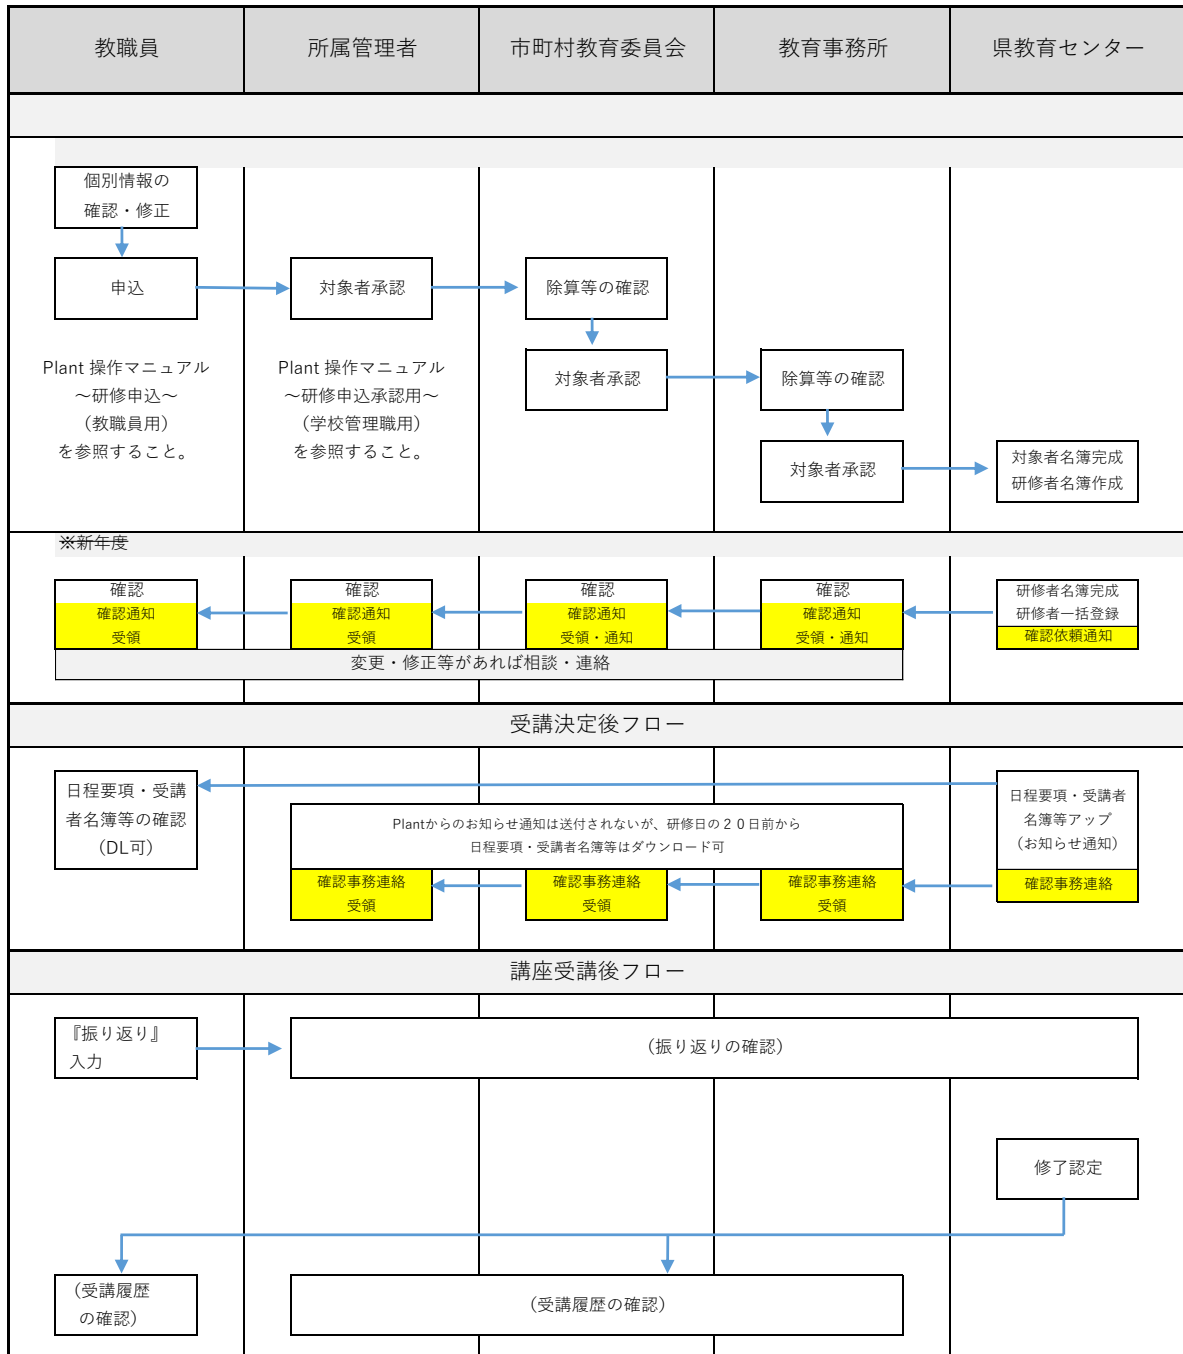 教職員
所属管理者
市町村教育委員会
教育事務所
県教育センター
個別情報の
確認・修正
申込
対象者承認
除算等の確認
Plant 操作マニュアル
～研修申込～
（教職員用）
を参照すること。
Plant 操作マニュアル
～研修申込承認用～
（学校管理職用）
を参照すること。
対象者承認
除算等の確認
対象者承認
対象者名簿完成
研修者名簿作成
※新年度
確認
確認通知
受領
確認
確認通知
受領
確認
確認通知
受領・通知
確認
確認通知
受領・通知
研修者名簿完成
研修者一括登録
確認依頼通知
変更・修正等があれば相談・連絡
受講決定後フロー
日程要項・受講
者名簿等の確認
（DL可）
Plantからのお知らせ通知は送付されないが、研修日の２０日前から
日程要項・受講者名簿等はダウンロード可
日程要項・受講者
名簿等アップ
（お知らせ通知）
確認事務連絡
受領
確認事務連絡
受領
確認事務連絡
受領
確認事務連絡
講座受講後フロー
『振り返り』
入力
（振り返りの確認）
修了認定
（受講履歴
の確認）
（受講履歴の確認）